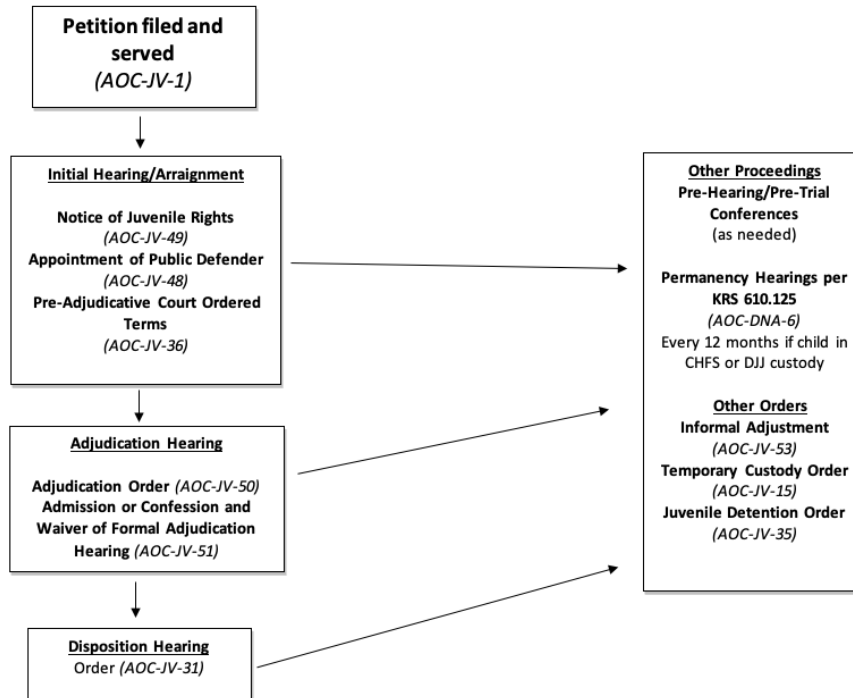 Petition filed and
served
(AOC-JV-1)
Initial Hearing/Arraignment
Notice of Juvenile Rights
(AOC-JV-49)
Appointment of Public Defender
(AOC-JV-48)
Pre-Adjudicative Court Ordered
Terms
(AOC-JV-36)
Adjudication Hearing
Adjudication Order (AOC-JV-50)
Admission or Confession and
Waiver of Formal Adjudication
Hearing (AOC-JV-51)
Disposition Hearing
Order (AOC-JV-31)
Other Proceedings
Pre-Hearing/Pre-Trial
Conferences
(as needed)
Permanency Hearings per
KRS 610.125
(AOC-DNA-6)
Every 12 months if child in
CHFS or DJJ custody
Other Orders
Informal Adjustment
(AOC-JV-53)
Temporary Custody Order
(AOC-JV-15)
Juvenile Detention Order
(AOC-JV-35)